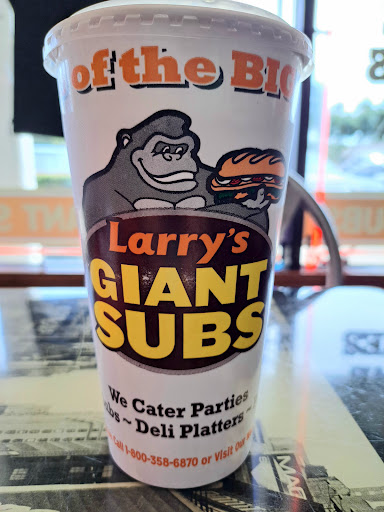 of the BIG
Larry's
GIANT
SUBS
We Cater Parties
~ Deli Platters ~
Call 1-800-358-6870 or Visit Our